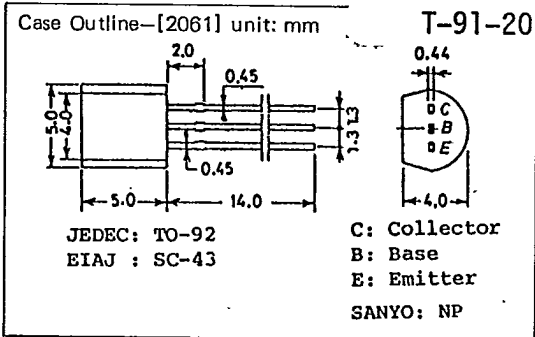 Case Outline—[2061] unit: mm
T-91-20
2.0
0.45
0.44
5.0
4.0
1.3
1.3
C
B
E
0.45
5.0
14.0
4.0
JEDEC: TO-92
EIAJ : SC-43
C: Collector
B: Base
E: Emitter
SANYO: NP